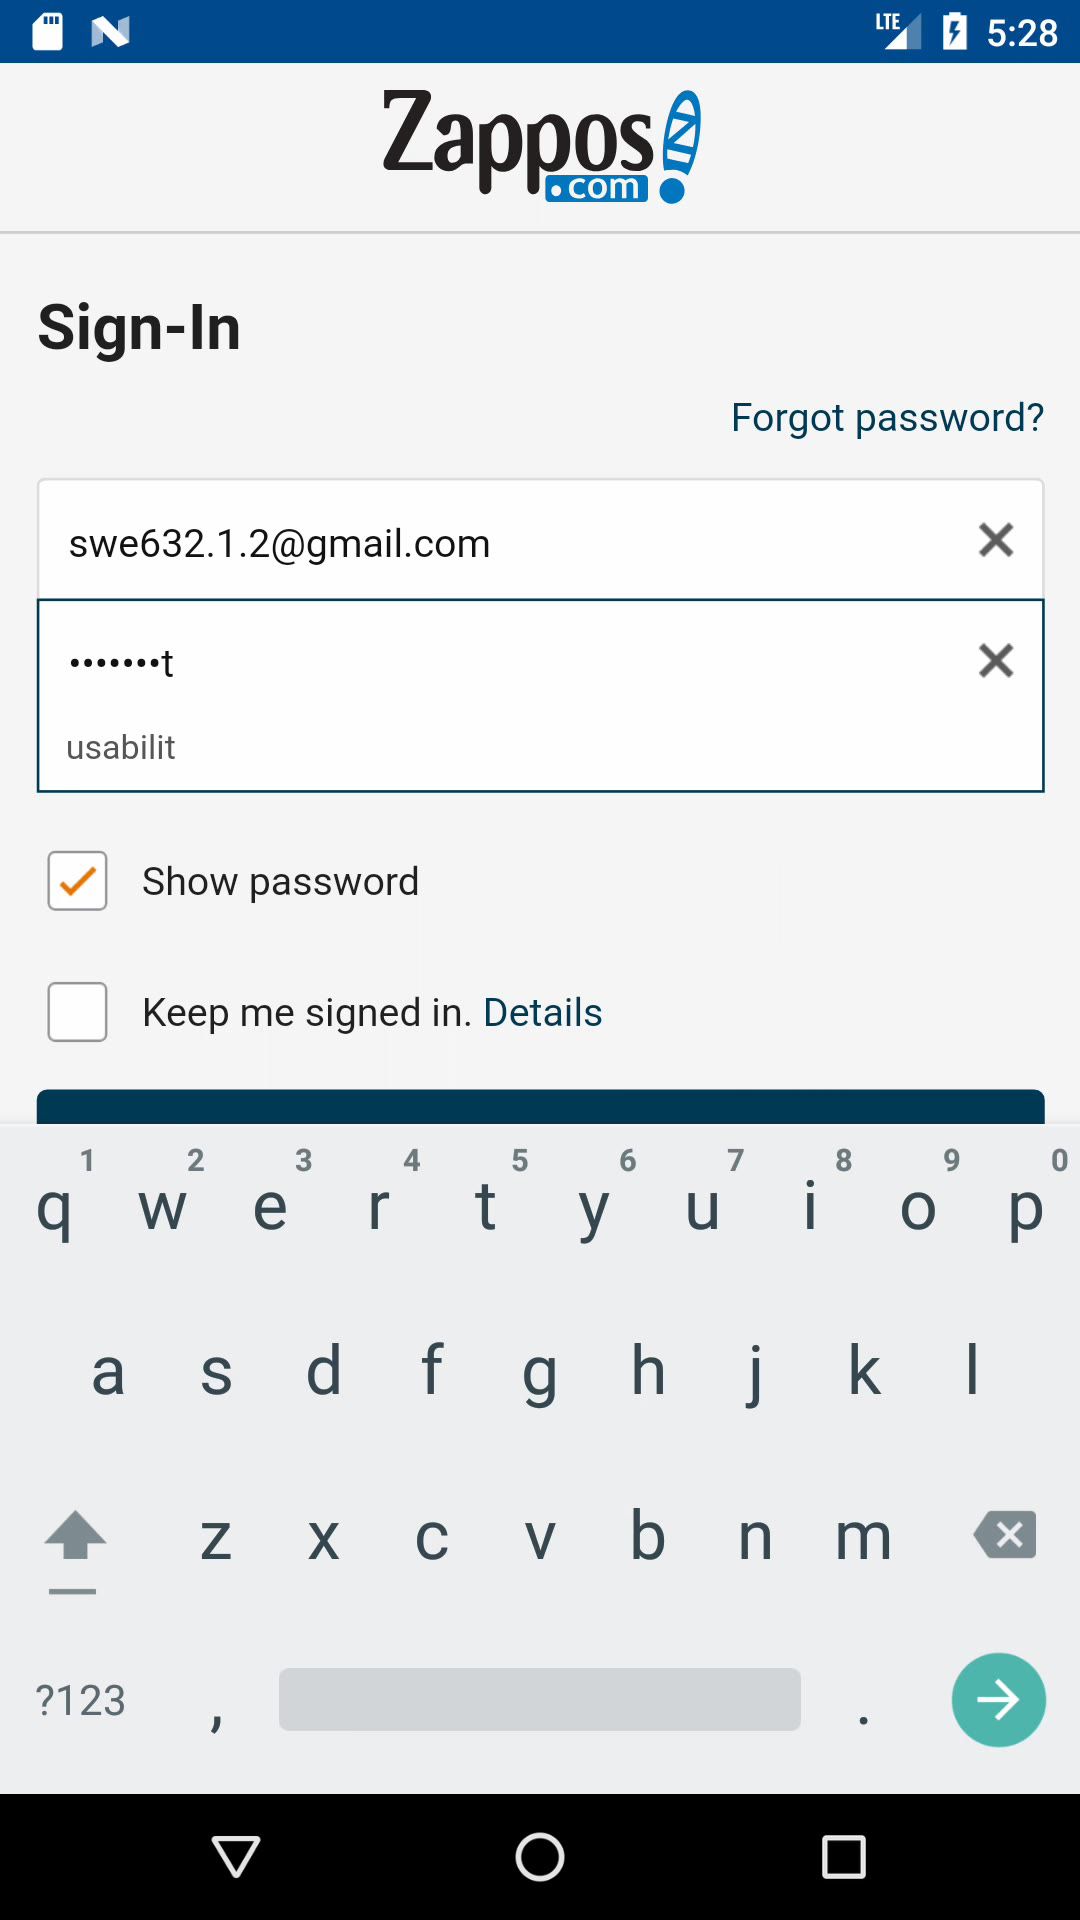 LTE 5:28
Zappos
.com
Sign-In
Forgot password?
swe632.1.2@gmail.com
•••••••t
usabilit
Show password
Keep me signed in. Details
1 2 3 4 5 6 7 8 9 0
q w e r t y u i o p
a s d f g h j k l
z x c v b n m
?123 , .